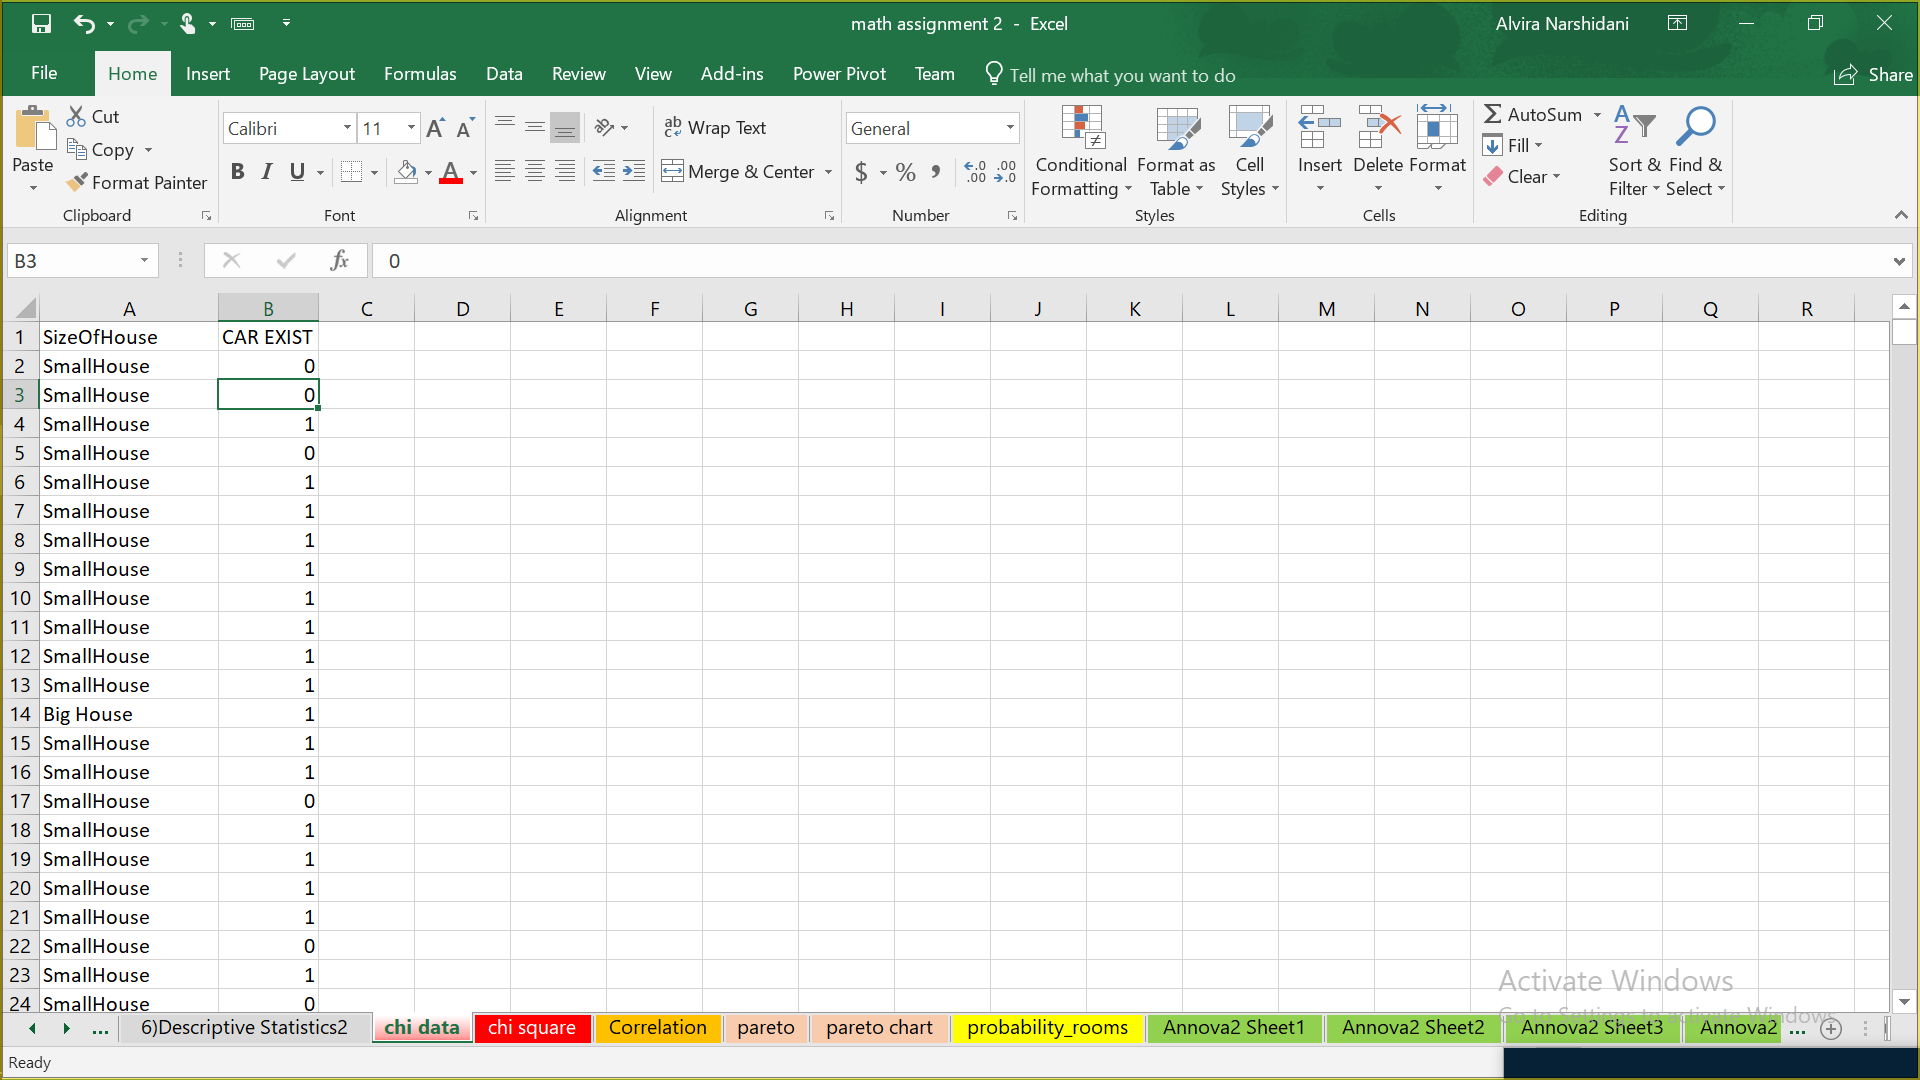 math assignment 2 - Excel
Alvira Narshidani
File Home Insert Page Layout Formulas Data Review View Add-ins Power Pivot Team Tell me what you want to do Share
Paste
Cut
Copy
Format Painter
Clipboard
Calibri 11
B I U
Font
Wrap Text
Merge & Center
Alignment
General
$ % ,
Number
Conditional Formatting
Format as Table
Cell Styles
Styles
Insert
Delete
Format
Cells
AutoSum
Fill
Clear
Sort & Filter
Find & Select
Editing
B3 fx 0
A B C D E F G H I J K L M N O P Q R
1 SizeOfHouse CAR EXIST
2 SmallHouse 0
3 SmallHouse 0
4 SmallHouse 1
5 SmallHouse 0
6 SmallHouse 1
7 SmallHouse 1
8 SmallHouse 1
9 SmallHouse 1
10 SmallHouse 1
11 SmallHouse 1
12 SmallHouse 1
13 SmallHouse 1
14 Big House 1
15 SmallHouse 1
16 SmallHouse 1
17 SmallHouse 0
18 SmallHouse 1
19 SmallHouse 1
20 SmallHouse 1
21 SmallHouse 1
22 SmallHouse 0
23 SmallHouse 1
24 SmallHouse 0
Activate Windows
Go to Settings to activate Windows.
... 6)Descriptive Statistics2 chi data chi square Correlation pareto pareto chart probability_rooms Annova2 Sheet1 Annova2 Sheet2 Annova2 Sheet3 Annova2 ...
Ready